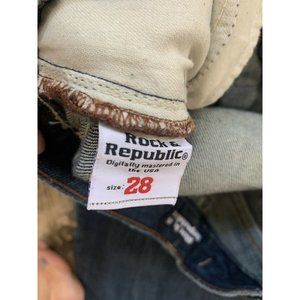 Rock &
Republic®
Digitally mastered in
the USA
size: 28